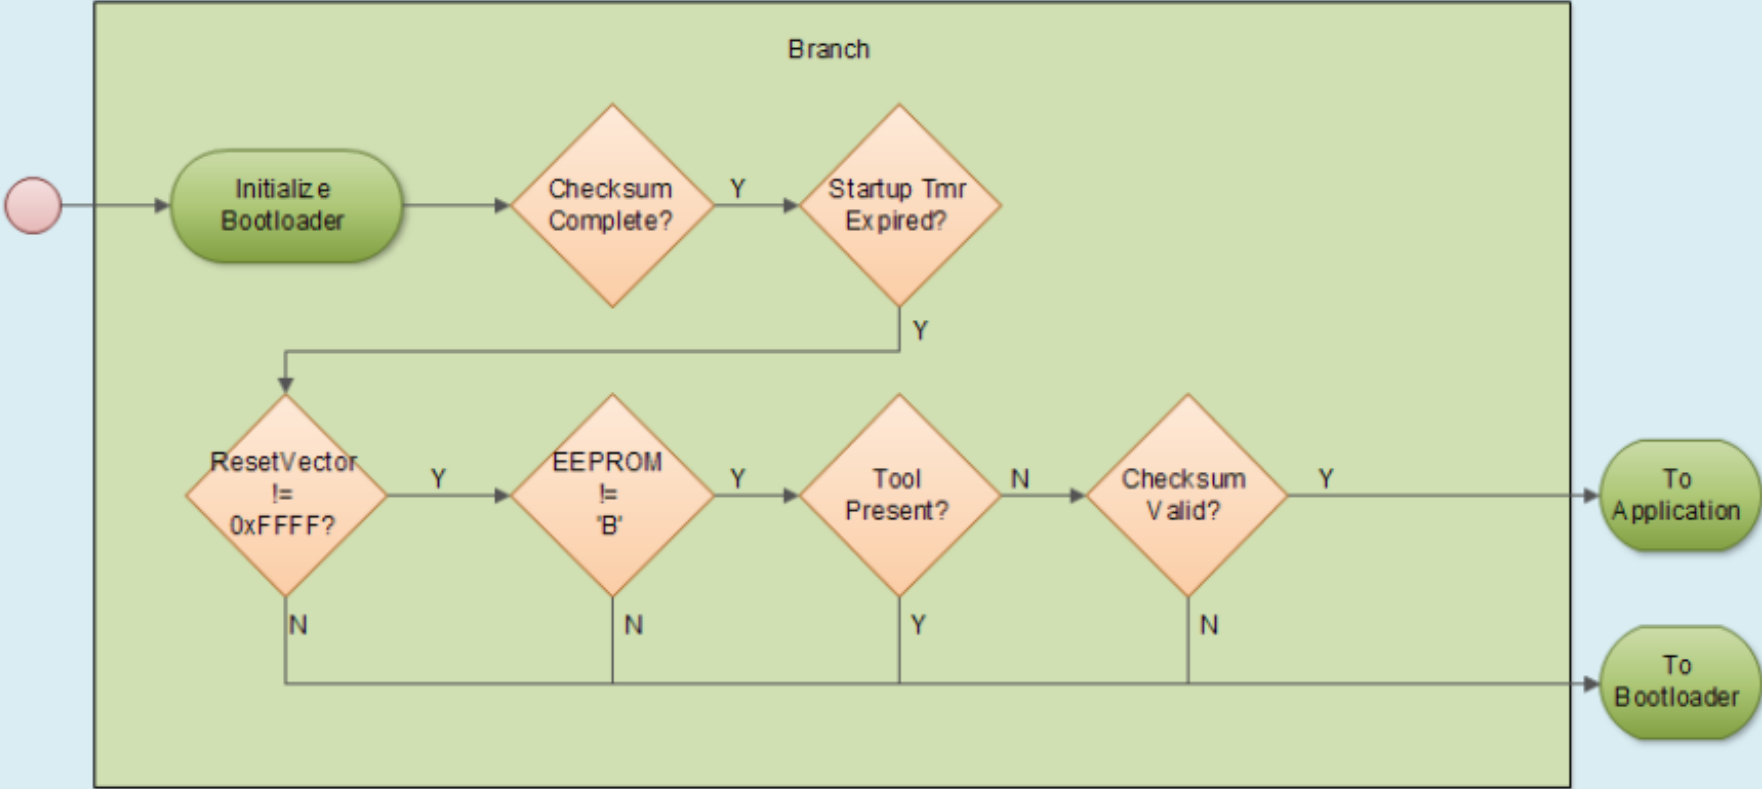 Branch
Initialize
Bootloader
Checksum
Complete?
Y
Startup Tmr
Expired?
Y
ResetVector
!=
0xFFFF?
Y
EEPROM
!=
'B'
Y
Tool
Present?
N
Checksum
Valid?
Y
To
Application
N
N
Y
N
To
Bootloader